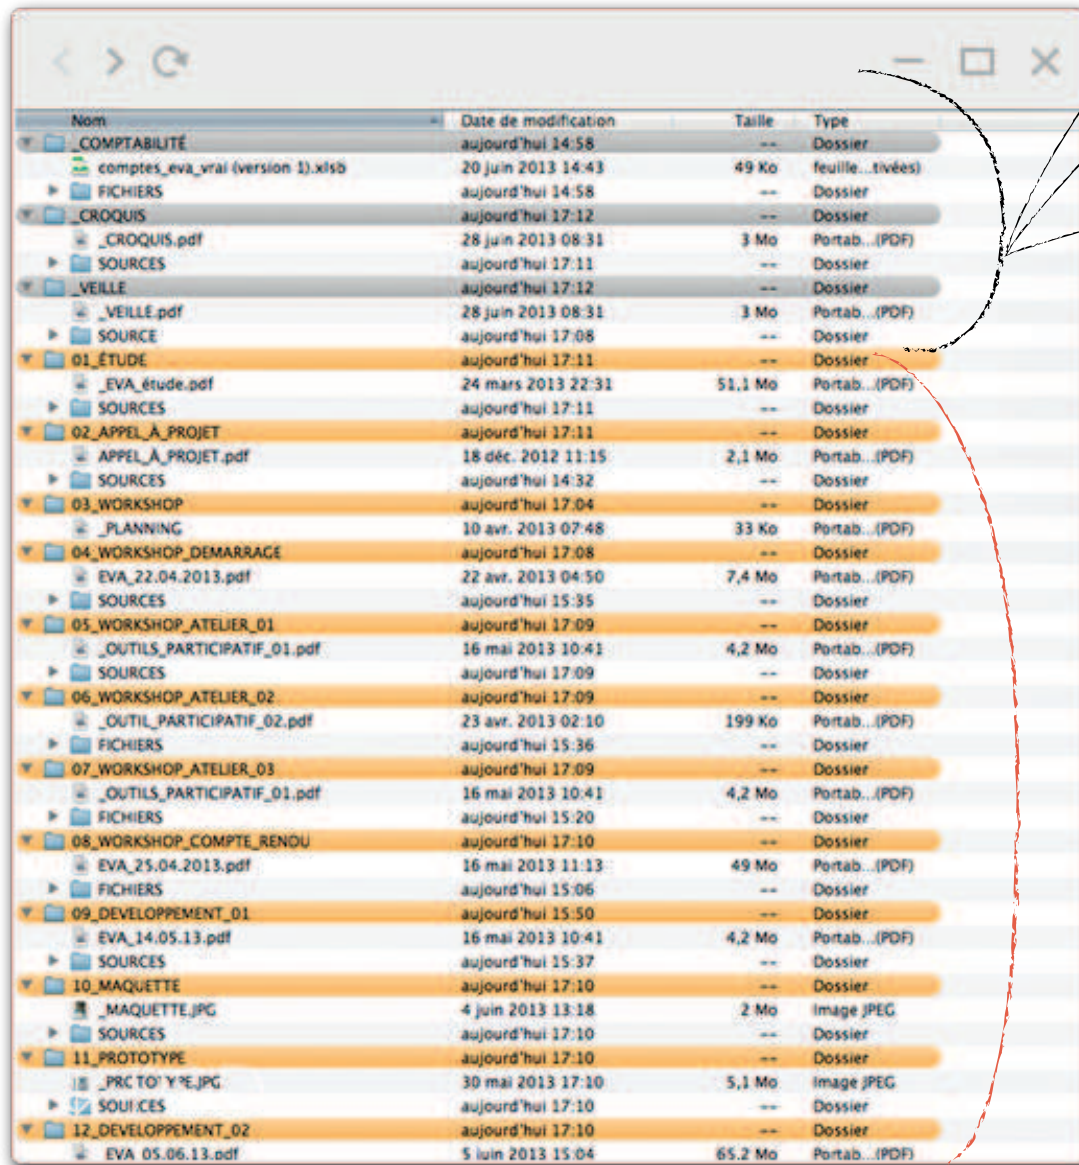 Nom Date de modification Taille Type
_COMPTABILITÉ aujourd'hui 14:58 -- Dossier
comptes_eva_vrai (version 1).xlsb 20 juin 2013 14:43 49 Ko feuille...tivées)
FICHIERS aujourd'hui 14:58 -- Dossier
_CROQUIS aujourd'hui 17:12 -- Dossier
_CROQUIS.pdf 28 juin 2013 08:31 3 Mo Portab...(PDF)
SOURCES aujourd'hui 17:11 -- Dossier
_VEILLE aujourd'hui 17:12 -- Dossier
_VEILLE.pdf 28 juin 2013 08:31 3 Mo Portab...(PDF)
SOURCE aujourd'hui 17:08 -- Dossier
01_ÉTUDE aujourd'hui 17:11 -- Dossier
_EVA_étude.pdf 24 mars 2013 22:31 51,1 Mo Portab...(PDF)
SOURCES aujourd'hui 17:11 -- Dossier
02_APPEL_À_PROJET aujourd'hui 17:11 -- Dossier
APPEL_À_PROJET.pdf 18 déc. 2012 11:15 2,1 Mo Portab...(PDF)
SOURCES aujourd'hui 14:32 -- Dossier
03_WORKSHOP aujourd'hui 17:04 -- Dossier
_PLANNING 10 avr. 2013 07:48 33 Ko Portab...(PDF)
04_WORKSHOP_DEMARRAGE aujourd'hui 17:08 -- Dossier
EVA_22.04.2013.pdf 22 avr. 2013 04:50 7,4 Mo Portab...(PDF)
SOURCES aujourd'hui 15:35 -- Dossier
05_WORKSHOP_ATELIER_01 aujourd'hui 17:09 -- Dossier
_OUTILS_PARTICIPATIF_01.pdf 16 mai 2013 10:41 4,2 Mo Portab...(PDF)
SOURCES aujourd'hui 17:09 -- Dossier
06_WORKSHOP_ATELIER_02 aujourd'hui 17:09 -- Dossier
_OUTIL_PARTICIPATIF_02.pdf 23 avr. 2013 02:10 199 Ko Portab...(PDF)
FICHIERS aujourd'hui 15:36 -- Dossier
07_WORKSHOP_ATELIER_03 aujourd'hui 17:09 -- Dossier
_OUTILS_PARTICIPATIF_01.pdf 16 mai 2013 10:41 4,2 Mo Portab...(PDF)
FICHIERS aujourd'hui 15:20 -- Dossier
08_WORKSHOP_COMPTE_RENDU aujourd'hui 17:10 -- Dossier
EVA_25.04.2013.pdf 16 mai 2013 11:13 49 Mo Portab...(PDF)
FICHIERS aujourd'hui 15:06 -- Dossier
09_DEVELOPPEMENT_01 aujourd'hui 15:50 -- Dossier
EVA_14.05.13.pdf 16 mai 2013 10:41 4,2 Mo Portab...(PDF)
SOURCES aujourd'hui 15:37 -- Dossier
10_MAQUETTE aujourd'hui 17:10 -- Dossier
_MAQUETTE.JPG 4 juin 2013 13:18 2 Mo Image JPEG
SOURCES aujourd'hui 17:10 -- Dossier
11_PROTOTYPE aujourd'hui 17:10 -- Dossier
_PROTOTYPE.JPG 30 mai 2013 17:10 5,1 Mo Image JPEG
SOURCES aujourd'hui 17:10 -- Dossier
12_DEVELOPPEMENT_02 aujourd'hui 17:10 -- Dossier
EVA_05.06.13.pdf 5 juin 2013 15:04 65,2 Mo Portab...(PDF)